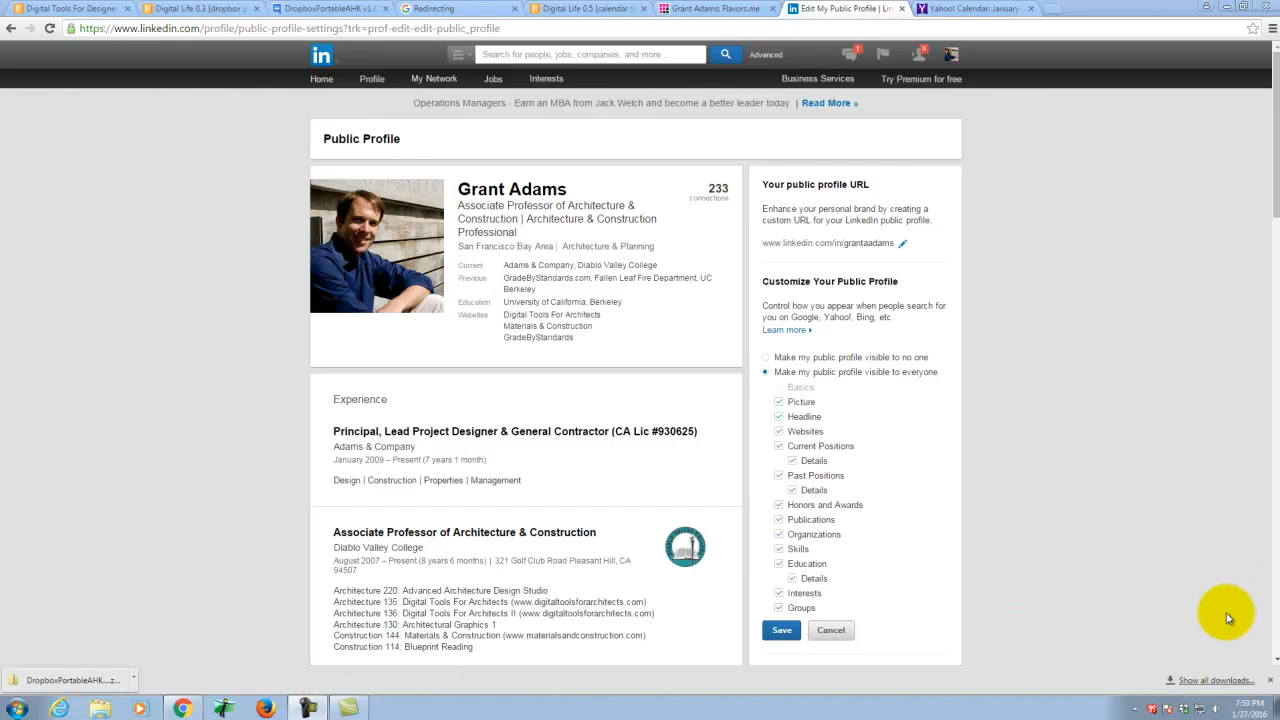 Digital Tools For Designer
Digital Life 0.3 [dropbox p
DropboxPortableAHK v1.6
Redirecting
Digital Life 0.5 [calendar f
Grant Adams: Flavors.me
Edit My Public Profile | Lin
Yahoo! Calendar: January
https://www.linkedin.com/profile/public-profile-settings?trk=prof-edit-edit-public_profile
in
Search for people, jobs, companies, and more...
Advanced
1
3
Home
Profile
My Network
Jobs
Interests
Business Services
Try Premium for free
Operations Managers - Earn an MBA from Jack Welch and become a better leader today. | Read More »
Public Profile
Grant Adams
233
connections
Associate Professor of Architecture &
Construction | Architecture & Construction
Professional
San Francisco Bay Area | Architecture & Planning
Current Adams & Company, Diablo Valley College
Previous GradeByStandards.com, Fallen Leaf Fire Department, UC
Berkeley
Education University of California, Berkeley
Websites Digital Tools For Architects
Materials & Construction
GradeByStandards
Experience
Principal, Lead Project Designer & General Contractor (CA Lic #930625)
Adams & Company
January 2009 – Present (7 years 1 month)
Design | Construction | Properties | Management
Associate Professor of Architecture & Construction
Diablo Valley College
August 2007 – Present (8 years 6 months) | 321 Golf Club Road Pleasant Hill, CA
94507
Architecture 220: Advanced Architecture Design Studio
Architecture 135: Digital Tools For Architects (www.digitaltoolsforarchitects.com)
Architecture 136: Digital Tools For Architects II (www.digitaltoolsforarchitects.com)
Architecture 130: Architectural Graphics 1
Construction 144: Materials & Construction (www.materialsandconstruction.com)
Construction 114: Blueprint Reading
Your public profile URL
Enhance your personal brand by creating a
custom URL for your LinkedIn public profile.
www.linkedin.com/in/grantaadams
Customize Your Public Profile
Control how you appear when people search for
you on Google, Yahoo!, Bing, etc.
Learn more
Make my public profile visible to no one
Make my public profile visible to everyone
Basics
Picture
Headline
Websites
Current Positions
Details
Past Positions
Details
Honors and Awards
Publications
Organizations
Skills
Education
Details
Interests
Groups
Save
Cancel
DropboxPortableAHK....z...
Show all downloads...
7:50 PM
1/27/2016